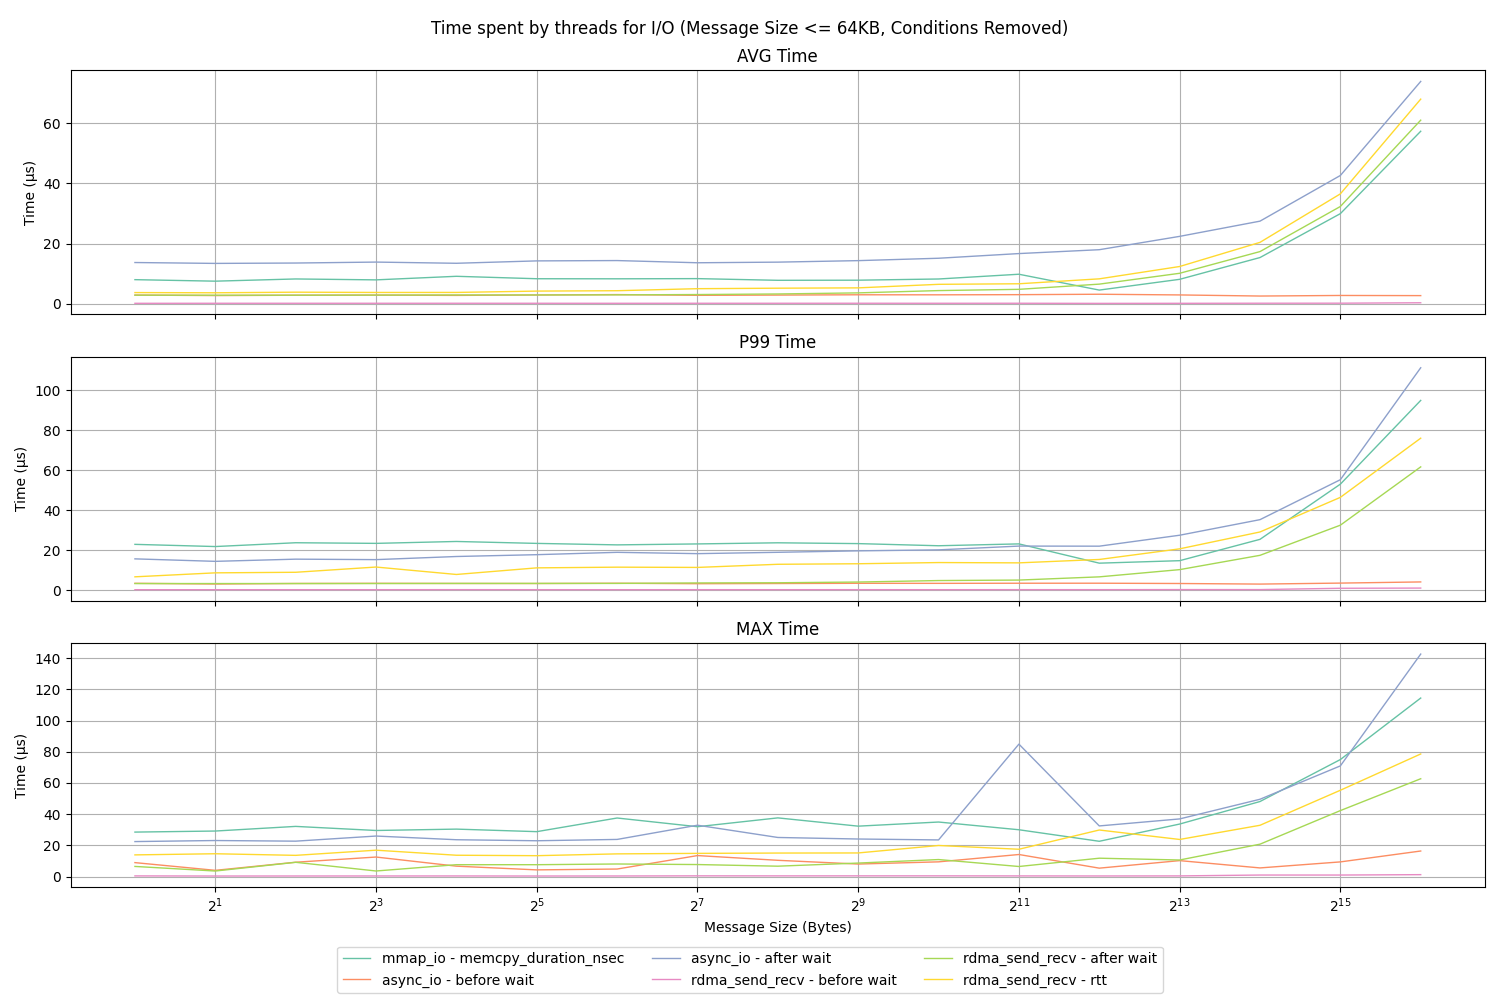 Time spent by threads for I/O (Message Size <= 64KB, Conditions Removed)
AVG Time
60
40
20
0
Time (µs)
P99 Time
100
80
60
40
20
0
Time (µs)
MAX Time
140
120
100
80
60
40
20
0
Time (µs)
2^1 2^3 2^5 2^7 2^9 2^11 2^13 2^15
Message Size (Bytes)
mmap_io - memcpy_duration_nsec
async_io - before wait
async_io - after wait
rdma_send_recv - before wait
rdma_send_recv - after wait
rdma_send_recv - rtt